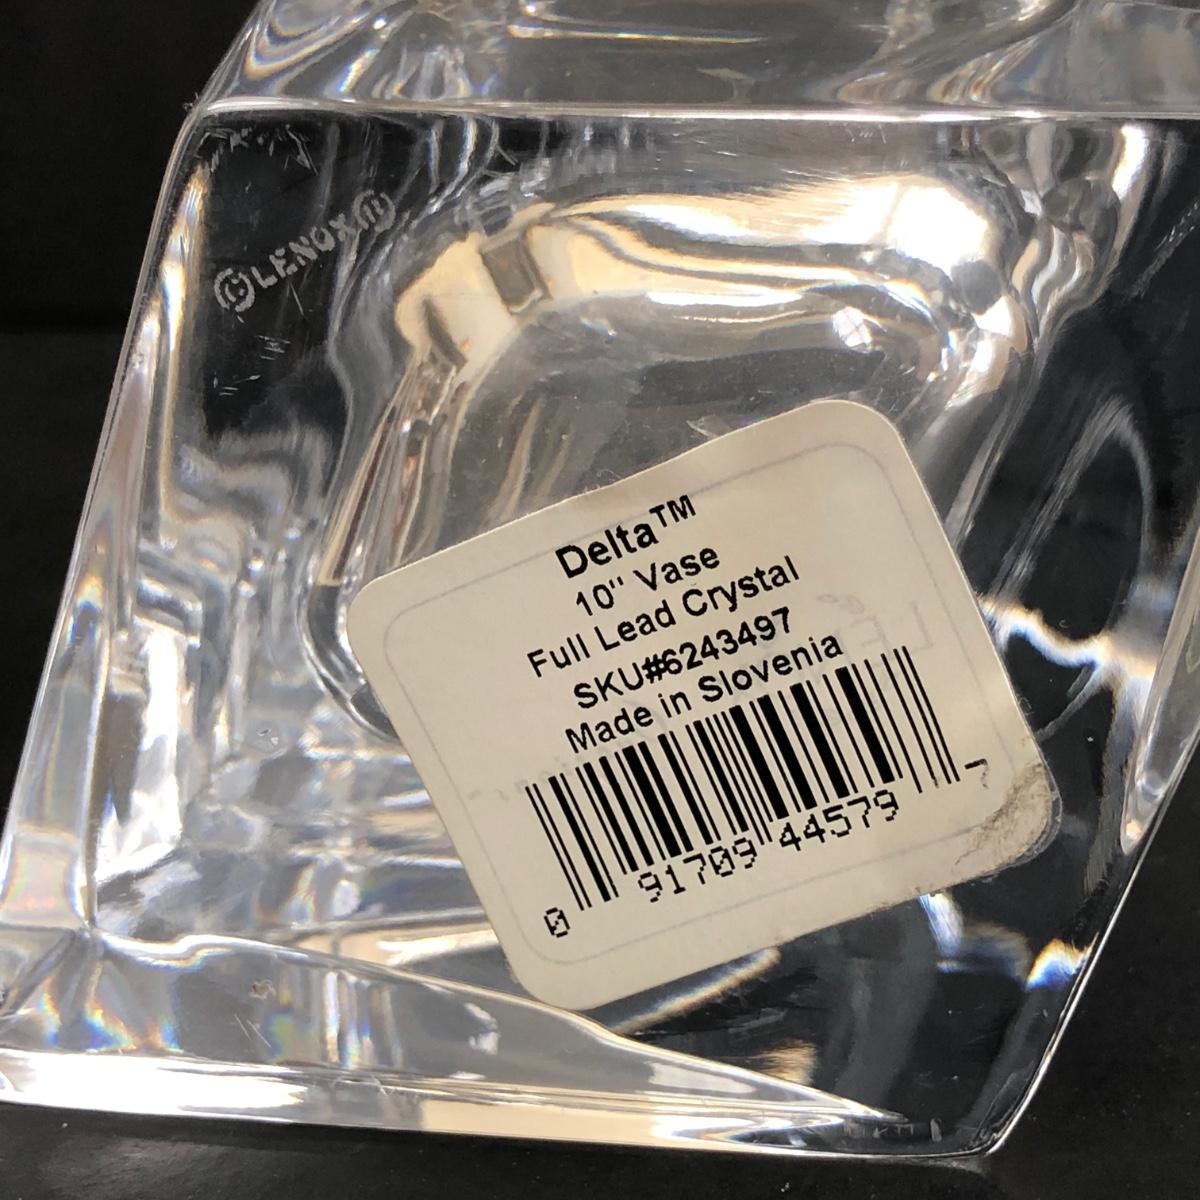 ©LENOX®
Delta™
10" Vase
Full Lead Crystal
SKU#6243497
Made in Slovenia
0 91709 44579 7